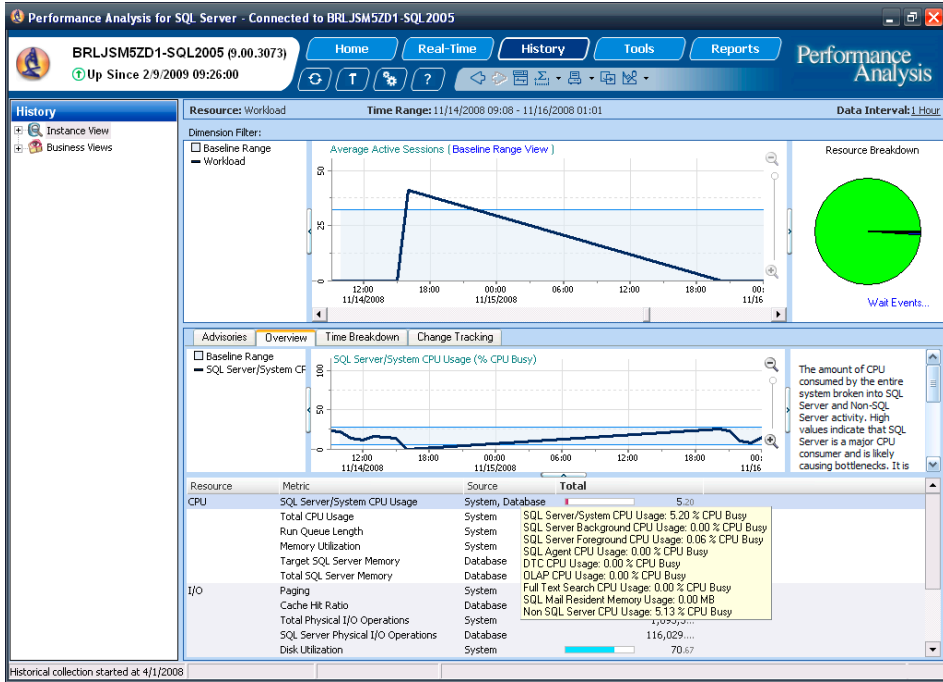 Performance Analysis for SQL Server - Connected to BRLJSM5ZD1-SQL2005
BRLJSM5ZD1-SQL2005 (9.00.3073)
Up Since 2/9/2009 09:26:00
Home
Real-Time
History
Tools
Reports
Performance
Analysis
History
Instance View
Business Views
Resource: Workload
Time Range: 11/14/2008 09:08 - 11/16/2008 01:01
Data Interval: 1 Hour
Dimension Filter:
Baseline Range
Workload
Average Active Sessions ( Baseline Range View )
50
25
0
12:00 18:00 00:00 06:00 12:00 18:00 00:
11/14/2008 11/15/2008 11/16
Resource Breakdown
Wait Events...
Advisories
Overview
Time Breakdown
Change Tracking
Baseline Range
SQL Server/System CP
SQL Server/System CPU Usage (% CPU Busy)
100
50
0
12:00 18:00 00:00 06:00 12:00 18:00 00:
11/14/2008 11/15/2008 11/16
The amount of CPU
consumed by the entire
system broken into SQL
Server and Non-SQL
Server activity. High
values indicate that SQL
Server is a major CPU
consumer and is likely
causing bottlenecks. It is
Resource Metric Source Total
CPU SQL Server/System CPU Usage System, Database 5.20
Total CPU Usage System
Run Queue Length System
Memory Utilization System
Target SQL Server Memory Database
Total SQL Server Memory Database
I/O Paging System
Cache Hit Ratio Database
Total Physical I/O Operations System
SQL Server Physical I/O Operations Database 116,029....
Disk Utilization System 70.67
SQL Server/System CPU Usage: 5.20 % CPU Busy
SQL Server Background CPU Usage: 0.00 % CPU Busy
SQL Server Foreground CPU Usage: 0.06 % CPU Busy
SQL Agent CPU Usage: 0.00 % CPU Busy
DTC CPU Usage: 0.00 % CPU Busy
OLAP CPU Usage: 0.00 % CPU Busy
Full Text Search CPU Usage: 0.00 % CPU Busy
SQL Mail Resident Memory Usage: 0.00 MB
Non SQL Server CPU Usage: 5.13 % CPU Busy
Historical collection started at 4/1/2008